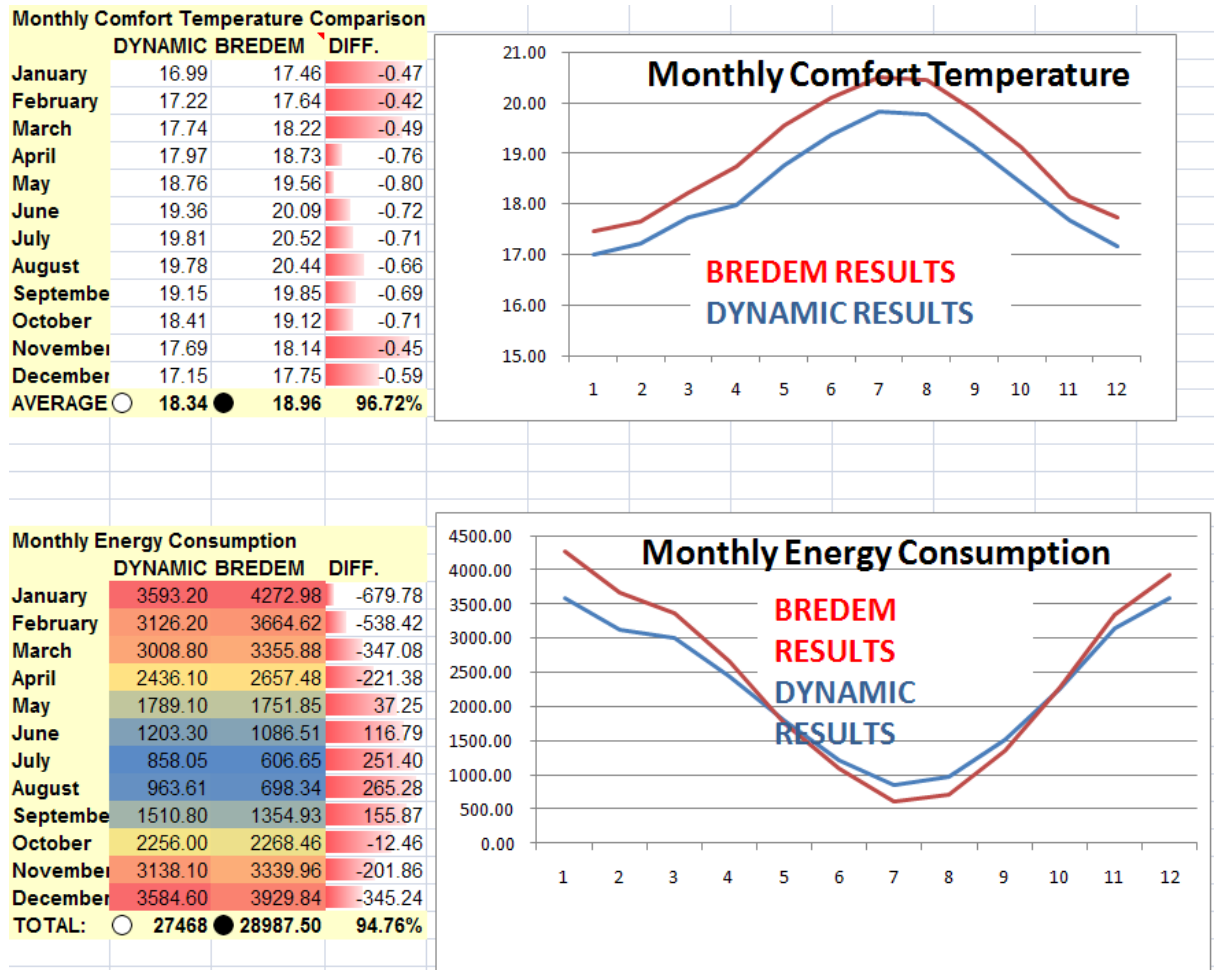 Monthly Comfort Temperature Comparison
DYNAMIC BREDEM DIFF.
January 16.99 17.46 -0.47
February 17.22 17.64 -0.42
March 17.74 18.22 -0.49
April 17.97 18.73 -0.76
May 18.76 19.56 -0.80
June 19.36 20.09 -0.72
July 19.81 20.52 -0.71
August 19.78 20.44 -0.66
Septembe 19.15 19.85 -0.69
October 18.41 19.12 -0.71
November 17.69 18.14 -0.45
December 17.15 17.75 -0.59
AVERAGE 18.34 18.96 96.72%
Monthly Comfort Temperature
21.00
20.00
19.00
18.00
17.00
16.00
15.00
BREDEM RESULTS
DYNAMIC RESULTS
1 2 3 4 5 6 7 8 9 10 11 12
Monthly Energy Consumption
DYNAMIC BREDEM DIFF.
January 3593.20 4272.98 -679.78
February 3126.20 3664.62 -538.42
March 3008.80 3355.88 -347.08
April 2436.10 2657.48 -221.38
May 1789.10 1751.85 37.25
June 1203.30 1086.51 116.79
July 858.05 606.65 251.40
August 963.61 698.34 265.28
Septembe 1510.80 1354.93 155.87
October 2256.00 2268.46 -12.46
November 3138.10 3339.96 -201.86
December 3584.60 3929.84 -345.24
TOTAL: 27468 28987.50 94.76%
Monthly Energy Consumption
4500.00
4000.00
3500.00
3000.00
2500.00
2000.00
1500.00
1000.00
500.00
0.00
BREDEM
RESULTS
DYNAMIC
RESULTS
1 2 3 4 5 6 7 8 9 10 11 12